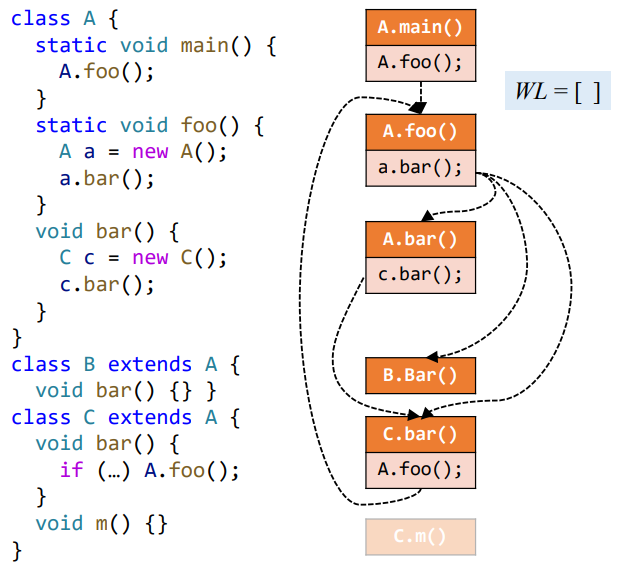 class A {
  static void main() {
    A.foo();
  }
  static void foo() {
    A a = new A();
    a.bar();
  }
  void bar() {
    C c = new C();
    c.bar();
  }
}
class B extends A {
  void bar() {} }
class C extends A {
  void bar() {
    if (…) A.foo();
  }
  void m() {}
}
A.main()
A.foo();
WL = [ ]
A.foo()
a.bar();
A.bar()
c.bar();
B.Bar()
C.bar()
A.foo();
C.m()